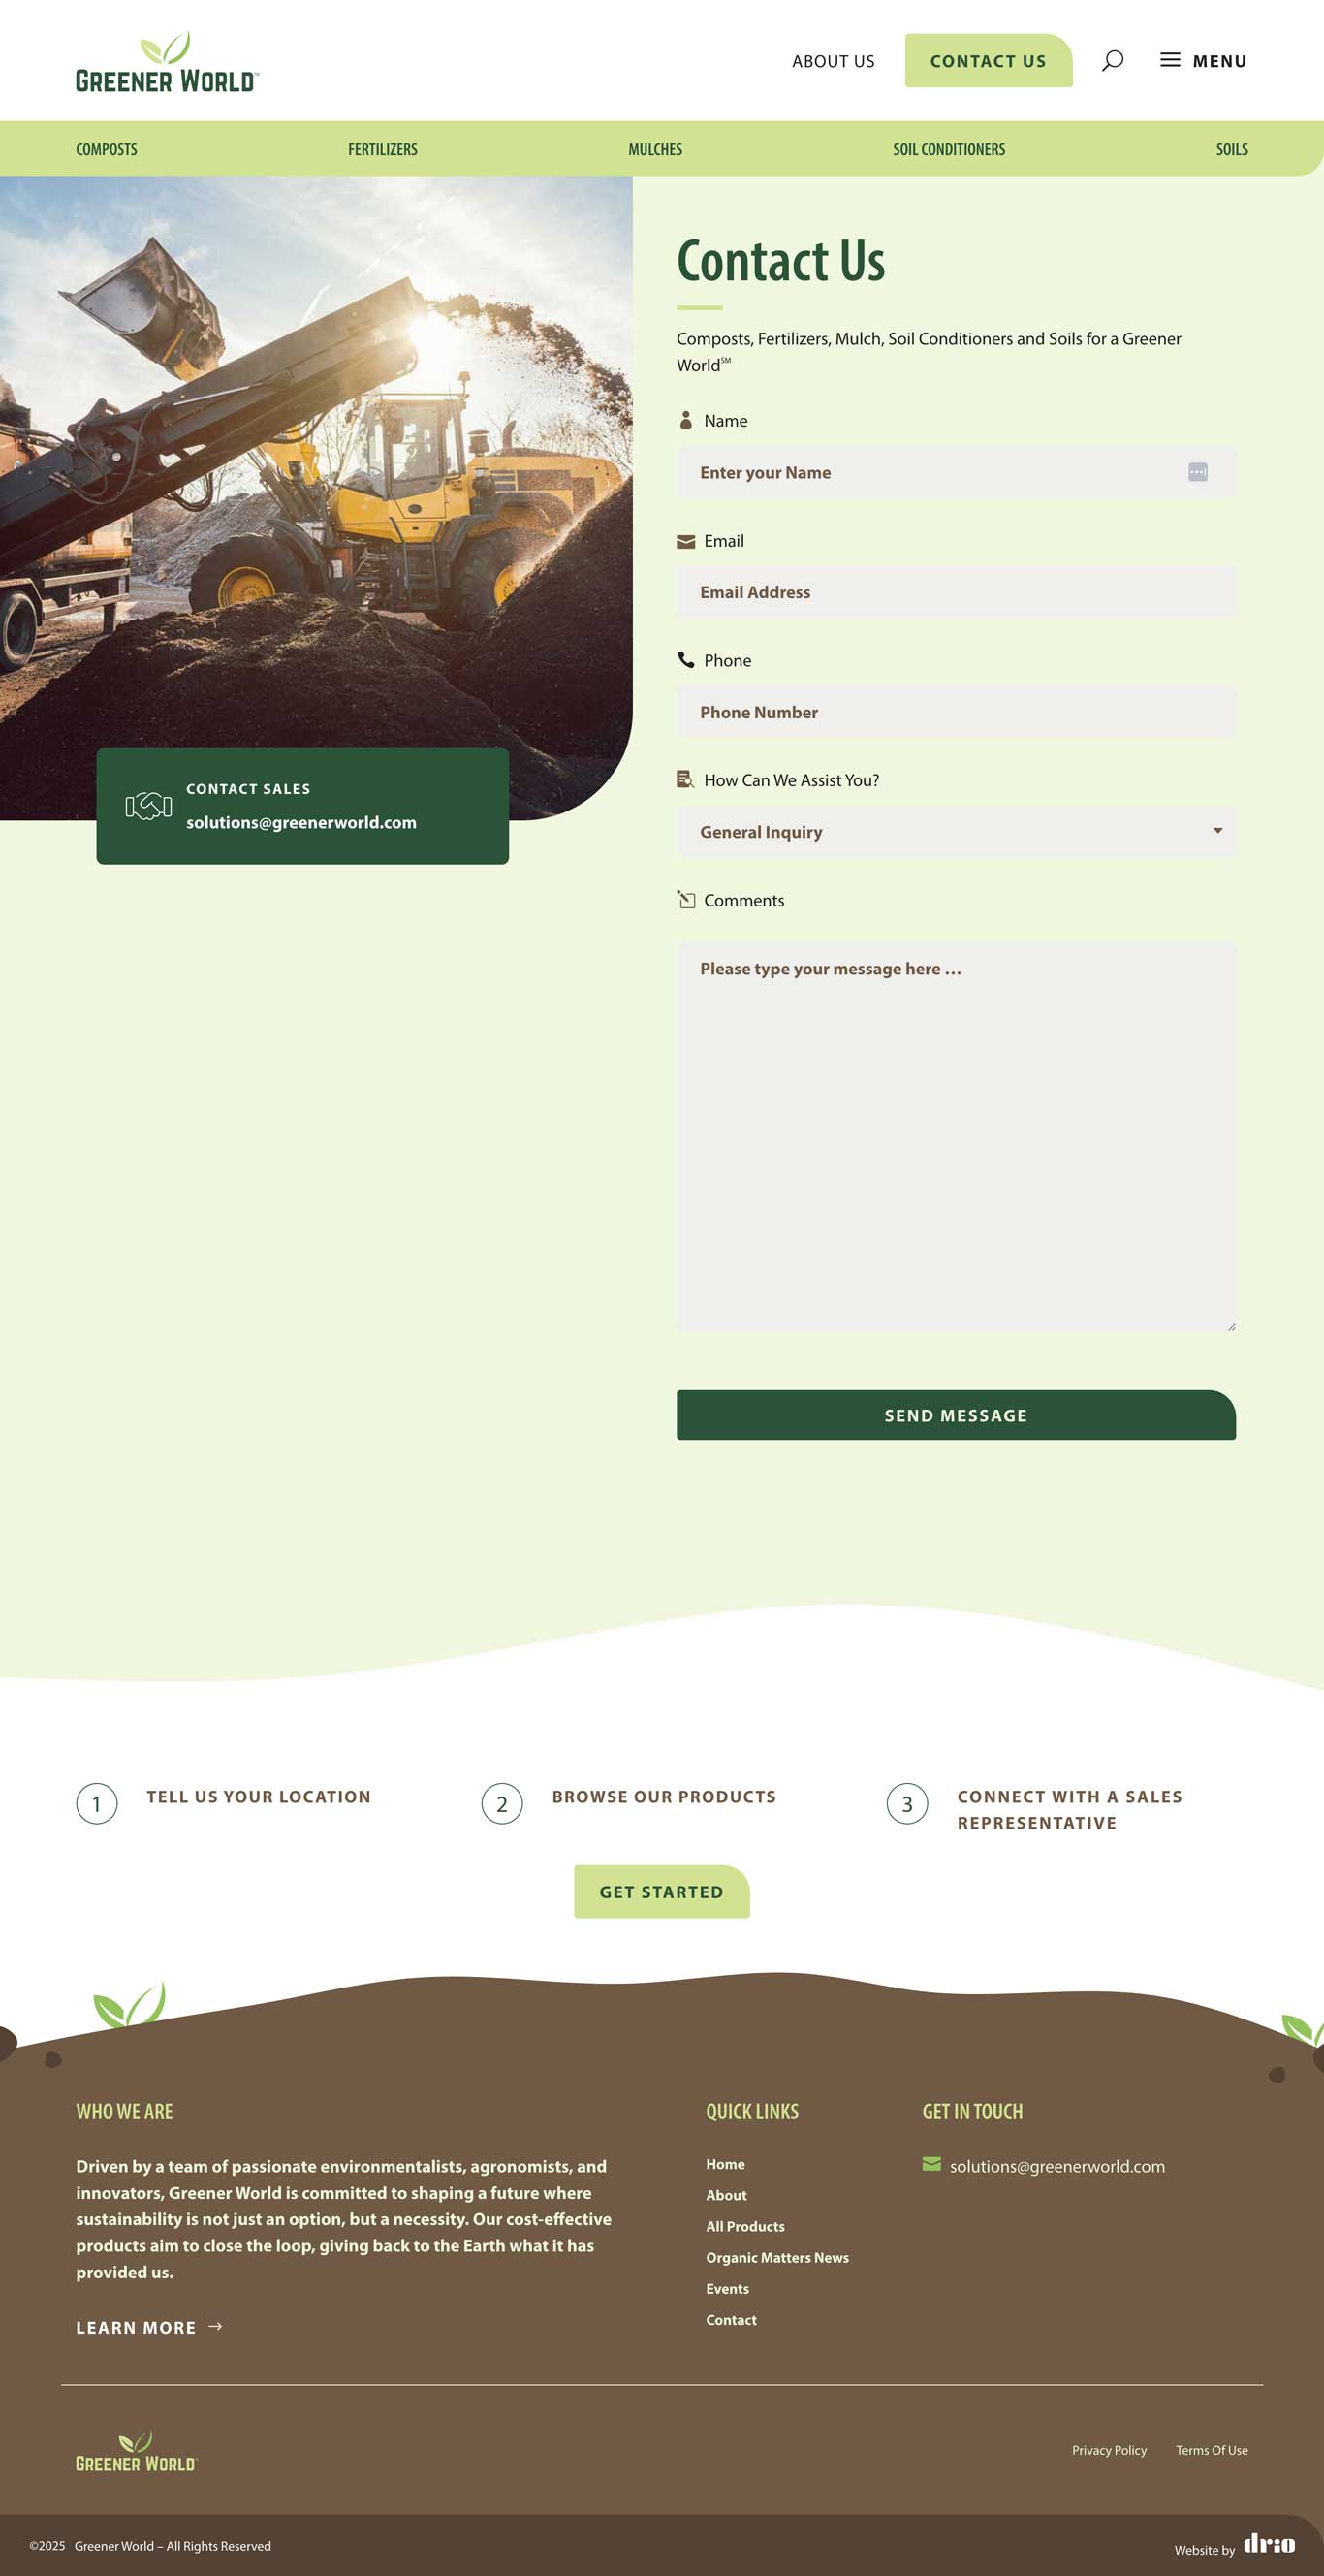 GREENER WORLD™
ABOUT US
CONTACT US
MENU
COMPOSTS
FERTILIZERS
MULCHES
SOIL CONDITIONERS
SOILS
Contact Us
Composts, Fertilizers, Mulch, Soil Conditioners and Soils for a Greener
World℠
Name
Enter your Name
Email
Email Address
Phone
Phone Number
CONTACT SALES
solutions@greenerworld.com
How Can We Assist You?
General Inquiry
Comments
Please type your message here …
SEND MESSAGE
1 TELL US YOUR LOCATION
2 BROWSE OUR PRODUCTS
3 CONNECT WITH A SALES
REPRESENTATIVE
GET STARTED
WHO WE ARE
Driven by a team of passionate environmentalists, agronomists, and
innovators, Greener World is committed to shaping a future where
sustainability is not just an option, but a necessity. Our cost-effective
products aim to close the loop, giving back to the Earth what it has
provided us.
LEARN MORE →
QUICK LINKS
Home
About
All Products
Organic Matters News
Events
Contact
GET IN TOUCH
solutions@greenerworld.com
GREENER WORLD™
Privacy Policy
Terms Of Use
©2025 Greener World – All Rights Reserved
Website by drio